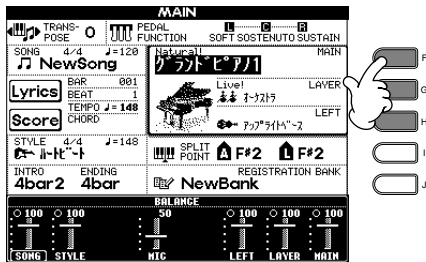 MAIN
TRANS-POSE 0
PEDAL FUNCTION
L C R
SOFT SOSTENUTO SUSTAIN
SONG 4/4 ♩=120
NewSong
Natural! MAIN
グランドピアノ1
Lyrics
BAR 001
BEAT 1
TEMPO ♩= 148
Score
CHORD
Live! LAYER
オーケストラ
LEFT
アップライトベース
STYLE 4/4 ♩=148
ハートビート
SPLIT POINT A F#2 L F#2
INTRO ENDING
4bar2 4bar
REGISTRATION BANK
NewBank
BALANCE
100 100 50 100 100 100
SONG STYLE MIC LEFT LAYER MAIN
F
G
H
I
J